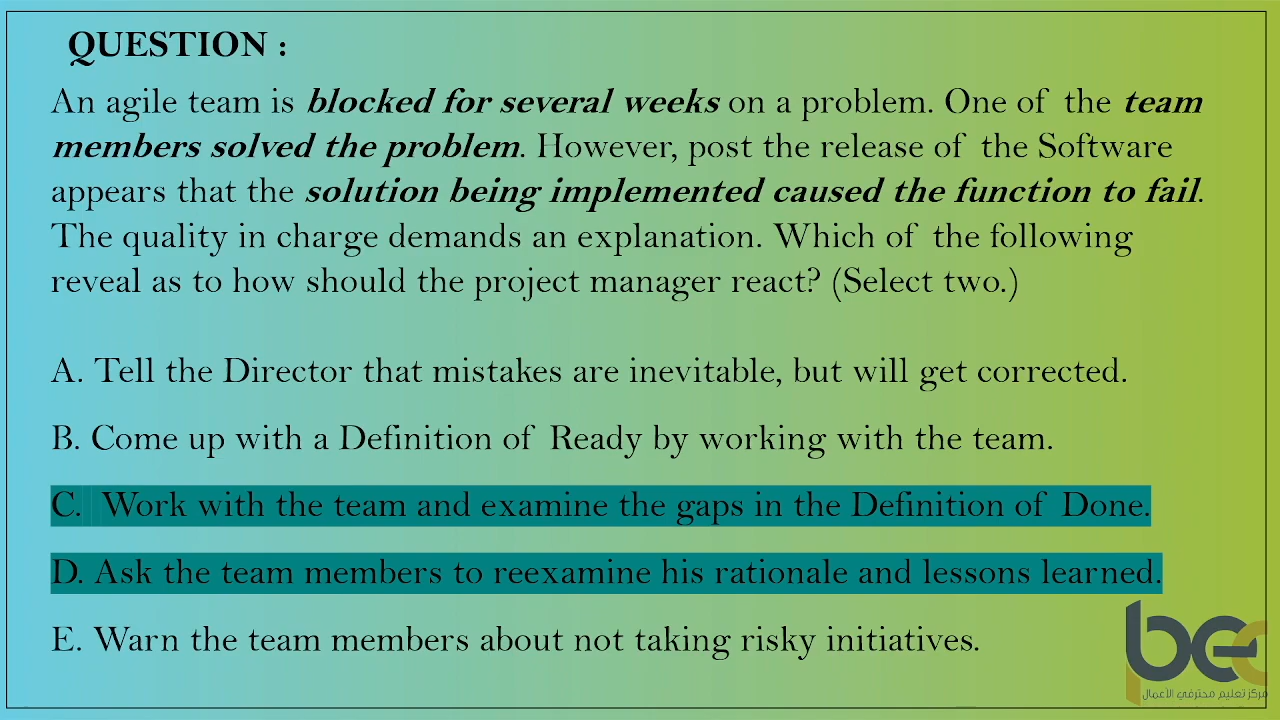 QUESTION :
An agile team is blocked for several weeks on a problem. One of the team
members solved the problem. However, post the release of the Software
appears that the solution being implemented caused the function to fail.
The quality in charge demands an explanation. Which of the following
reveal as to how should the project manager react? (Select two.)
A. Tell the Director that mistakes are inevitable, but will get corrected.
B. Come up with a Definition of Ready by working with the team.
C. Work with the team and examine the gaps in the Definition of Done.
D. Ask the team members to reexamine his rationale and lessons learned.
E. Warn the team members about not taking risky initiatives.
pec
مركز تعليم محترفي الأعمال